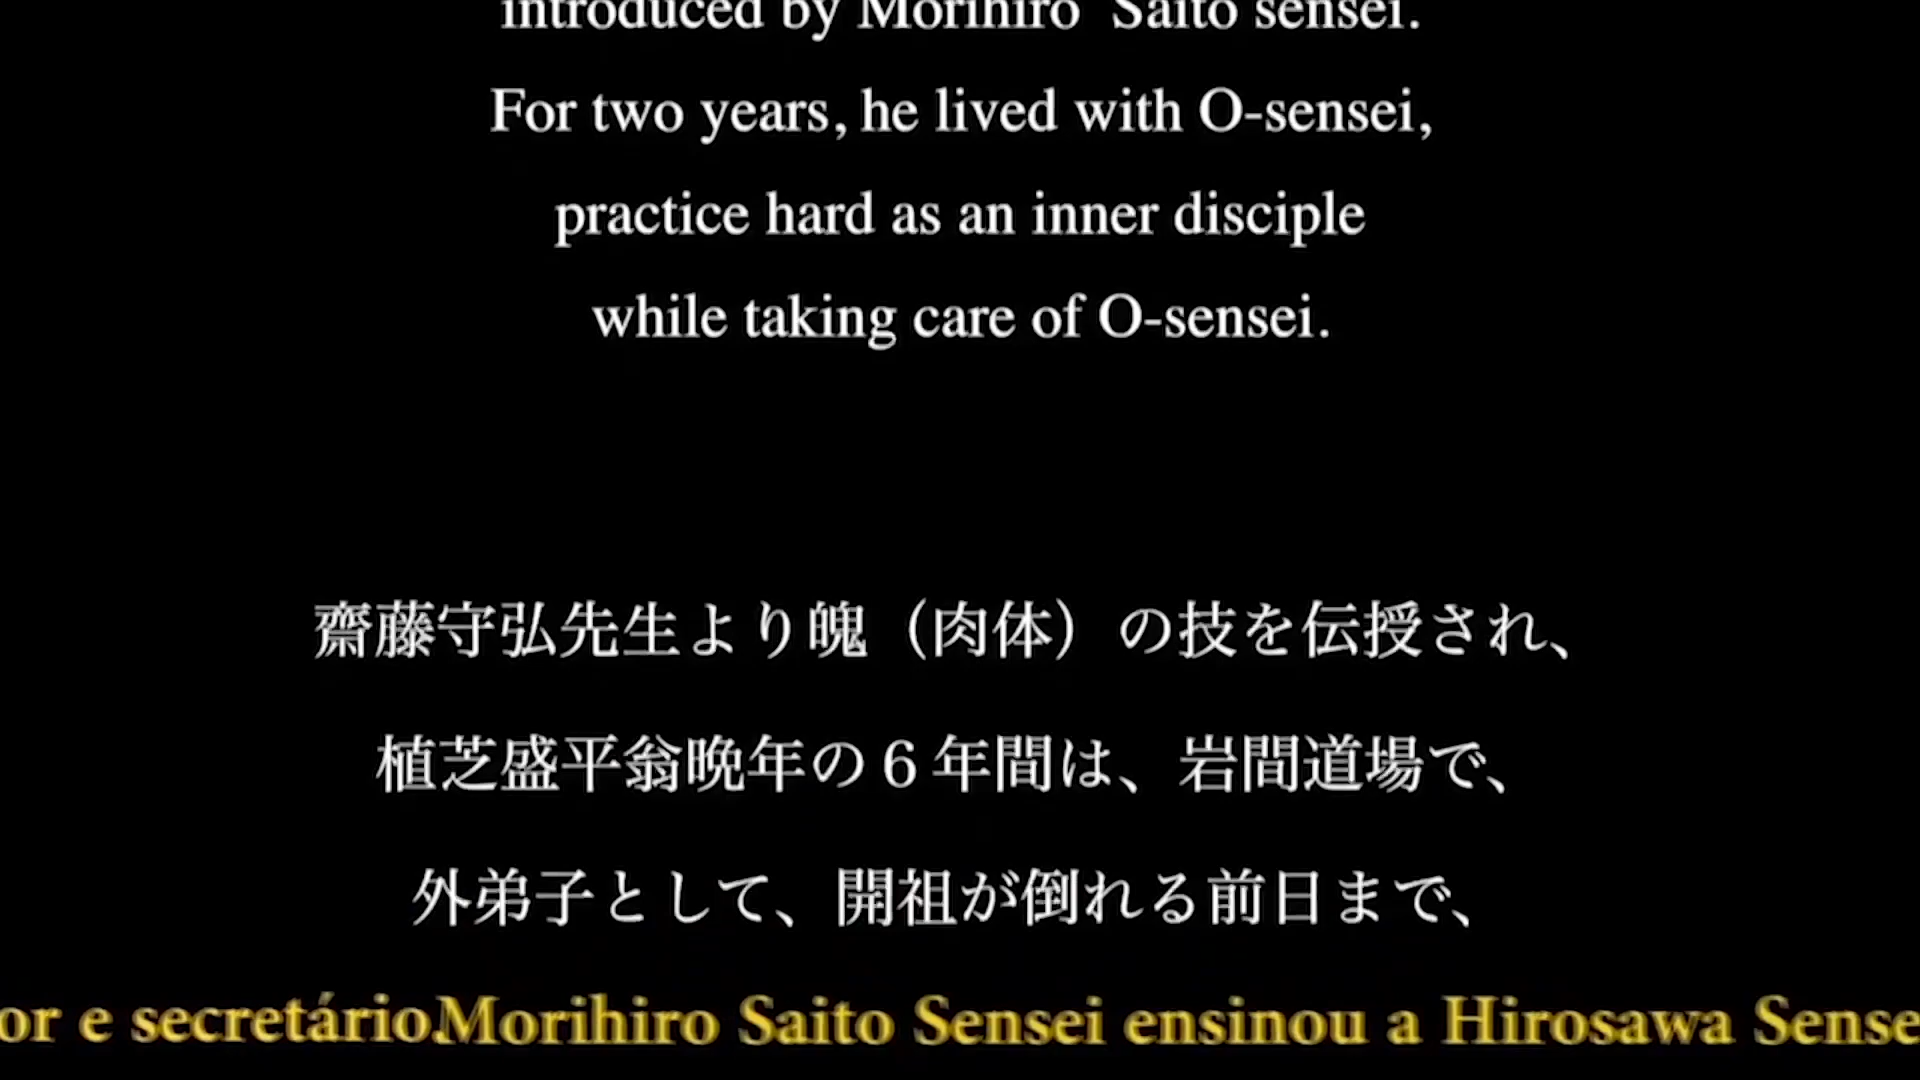 introduced by Morihiro Saito sensei.
For two years, he lived with O-sensei,
practice hard as an inner disciple
while taking care of O-sensei.
齋藤守弘先生より魄（肉体）の技を伝授され、
植芝盛平翁晩年の６年間は、岩間道場で、
外弟子として、開祖が倒れる前日まで、
or e secretário.Morihiro Saito Sensei ensinou a Hirosawa Sense